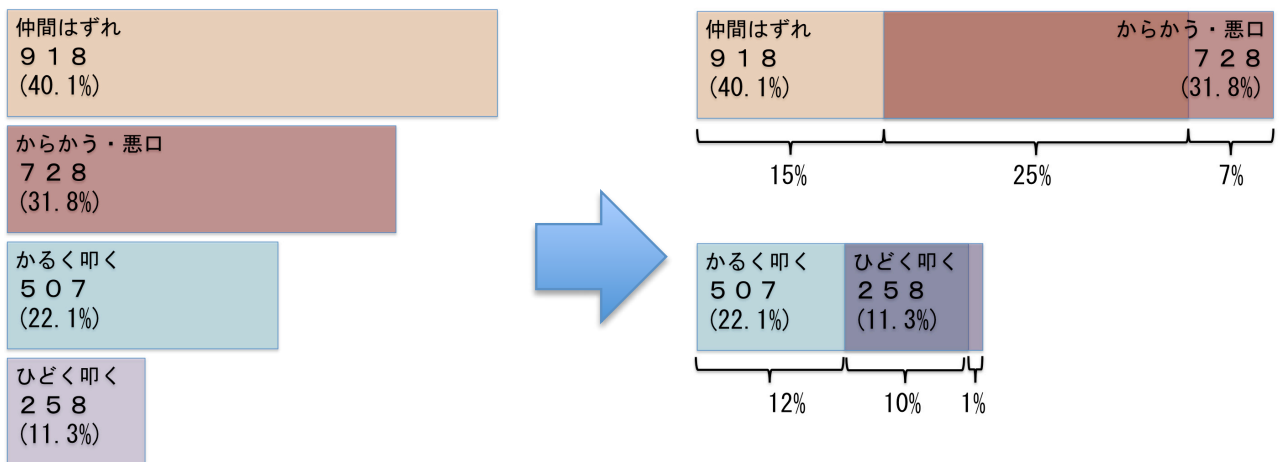 仲間はずれ
９１８
(40.1%)
からかう・悪口
７２８
(31.8%)
かるく叩く
５０７
(22.1%)
ひどく叩く
２５８
(11.3%)
仲間はずれ
９１８
(40.1%)
からかう・悪口
７２８
(31.8%)
15%
25%
7%
かるく叩く
５０７
(22.1%)
ひどく叩く
２５８
(11.3%)
12%
10%
1%